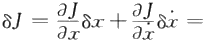 δJ = ∂J/∂x δx + ∂J/∂ẋ δẋ =